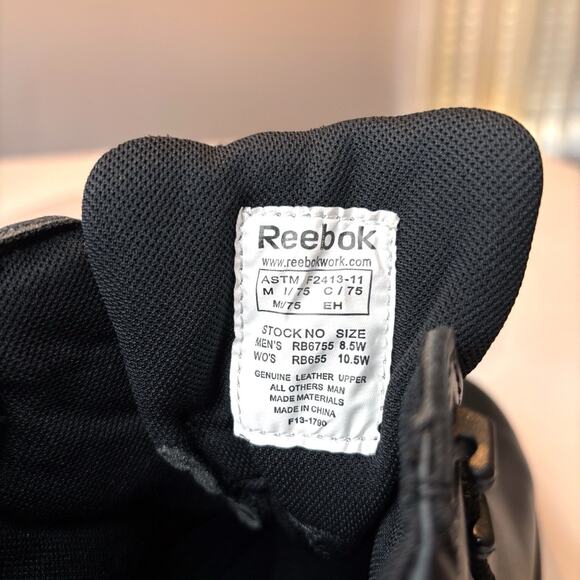 Reebok
www.reebokwork.com
ASTM F2413-11
M I/75 C/75
Mt/75 EH
STOCK NO SIZE
MEN'S RB6755 8.5W
WO'S RB655 10.5W
GENUINE LEATHER UPPER
ALL OTHERS MAN
MADE MATERIALS
MADE IN CHINA
F13-1790